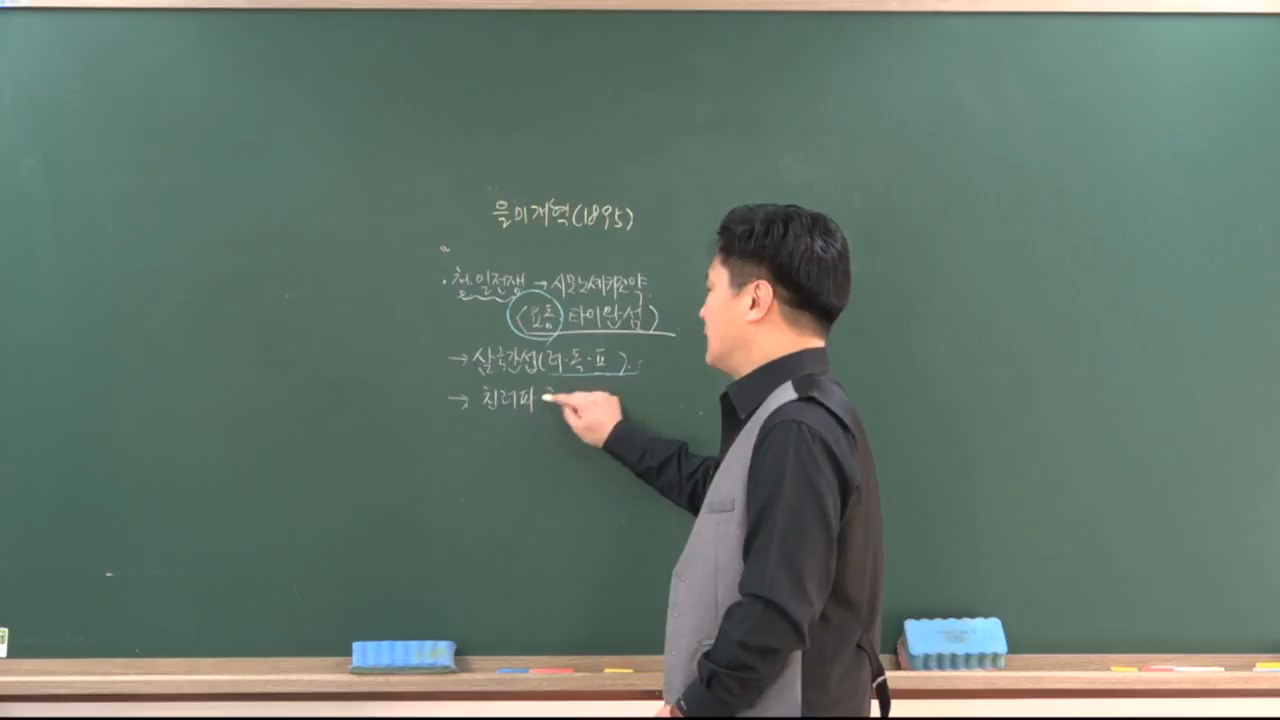 을미개혁(1895)
· 청.일전쟁 → 시모노세키조약.
(요동, 타이완섬)
→ 삼국간섭(러·독·프).
→ 친러파